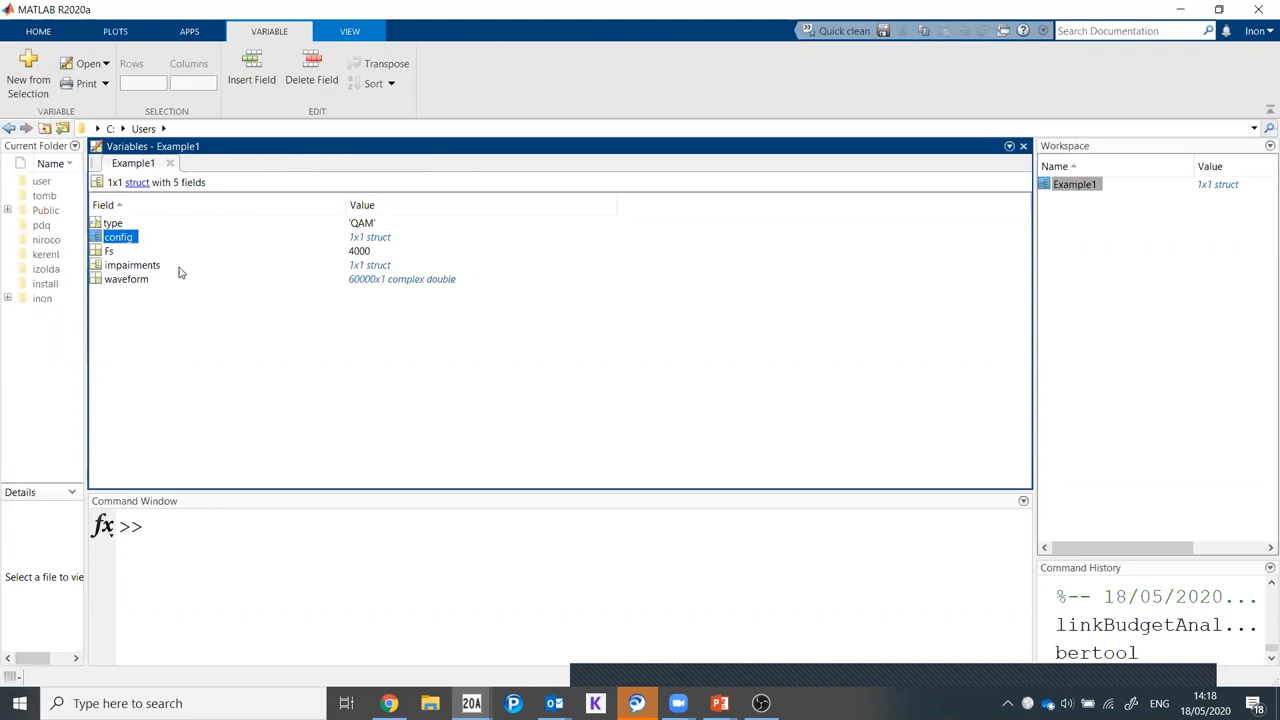 MATLAB R2020a
HOME
PLOTS
APPS
VARIABLE
VIEW
Quick clean
Search Documentation
Inon
New from
Selection
Open
Print
Rows
Columns
Insert Field
Delete Field
Transpose
Sort
VARIABLE
SELECTION
EDIT
C:
Users
Current Folder
Name
user
tomb
Public
pdq
niroco
kerenl
izolda
install
inon
Details
Select a file to vie
Variables - Example1
Example1
1x1 struct with 5 fields
Field
Value
type
'QAM'
config
1x1 struct
Fs
4000
impairments
1x1 struct
waveform
60000x1 complex double
Command Window
fx >>
Workspace
Name
Value
Example1
1x1 struct
Command History
%-- 18/05/2020...
linkBudgetAnal...
bertool
Type here to search
20A
P
K
ENG
14:18
18/05/2020
18